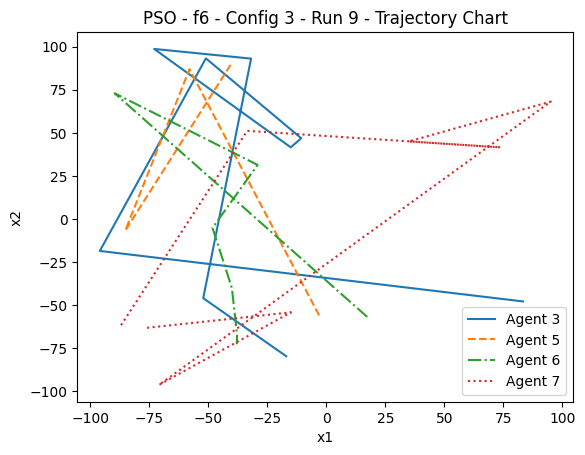 PSO - f6 - Config 3 - Run 9 - Trajectory Chart
x2
100
75
50
25
0
−25
−50
−75
−100
−100
−75
−50
−25
0
25
50
75
100
x1
Agent 3
Agent 5
Agent 6
Agent 7